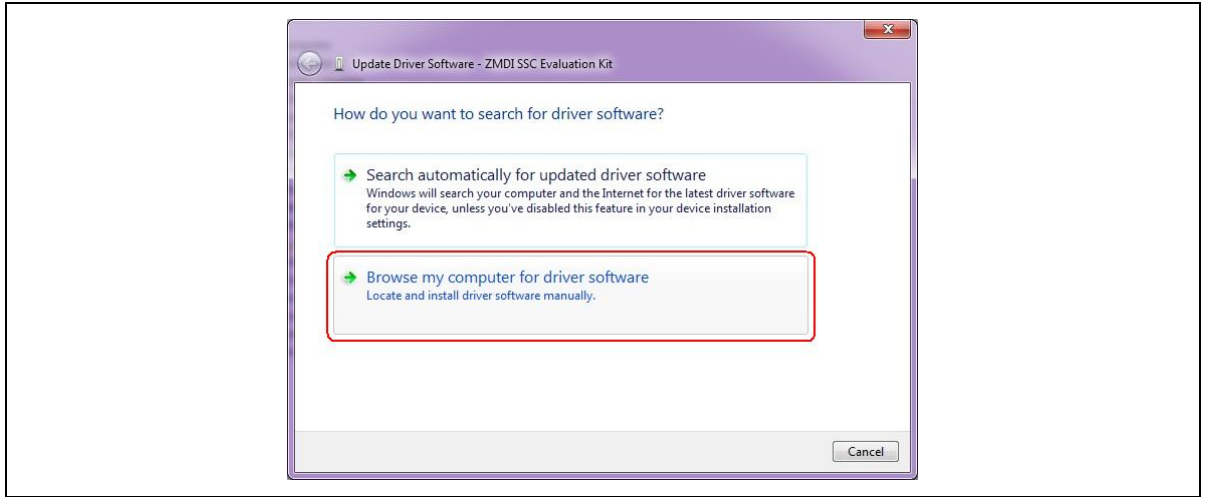 Update Driver Software - ZMDI SSC Evaluation Kit
How do you want to search for driver software?
Search automatically for updated driver software
Windows will search your computer and the Internet for the latest driver software
for your device, unless you've disabled this feature in your device installation
settings.
Browse my computer for driver software
Locate and install driver software manually.
Cancel